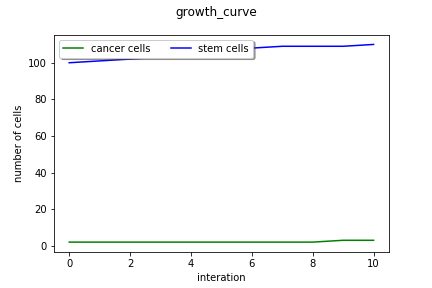 growth_curve
cancer cells stem cells
100
80
60
40
20
0
number of cells
0 2 4 6 8 10
interation